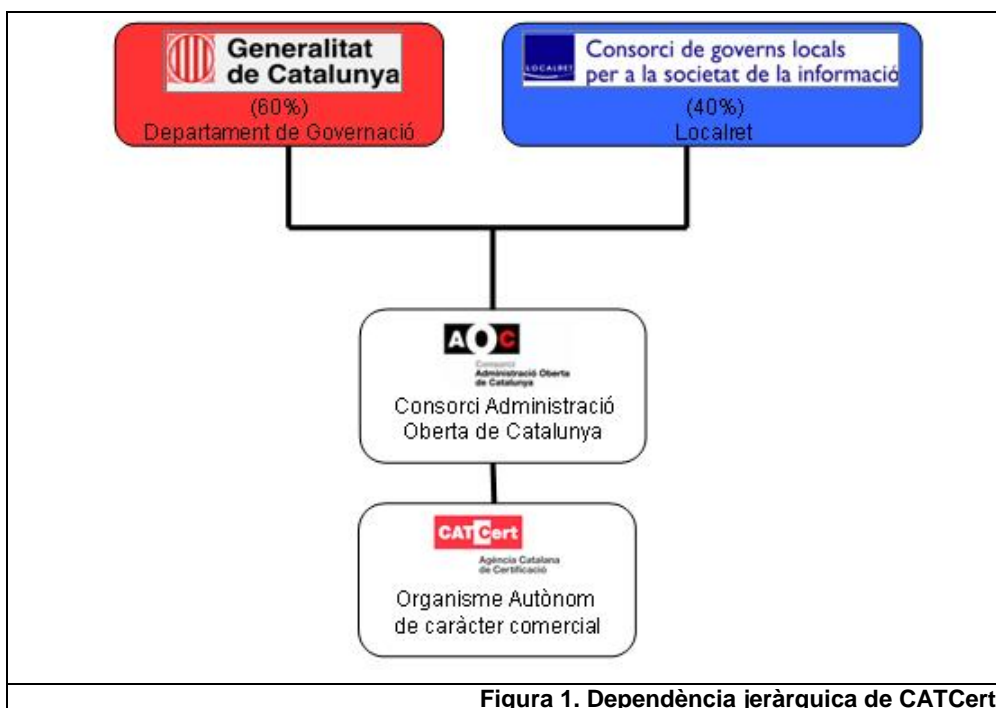 Generalitat
de Catalunya
(60%)
Departament de Governació
LOCALRET
Consorci de governs locals
per a la societat de la informació
(40%)
Localret
AOC
Consorci
Administració Oberta
de Catalunya
Consorci Administració
Oberta de Catalunya
CATCert
Agència Catalana
de Certificació
Organisme Autònom
de caràcter comercial
Figura 1. Dependència jeràrquica de CATCert